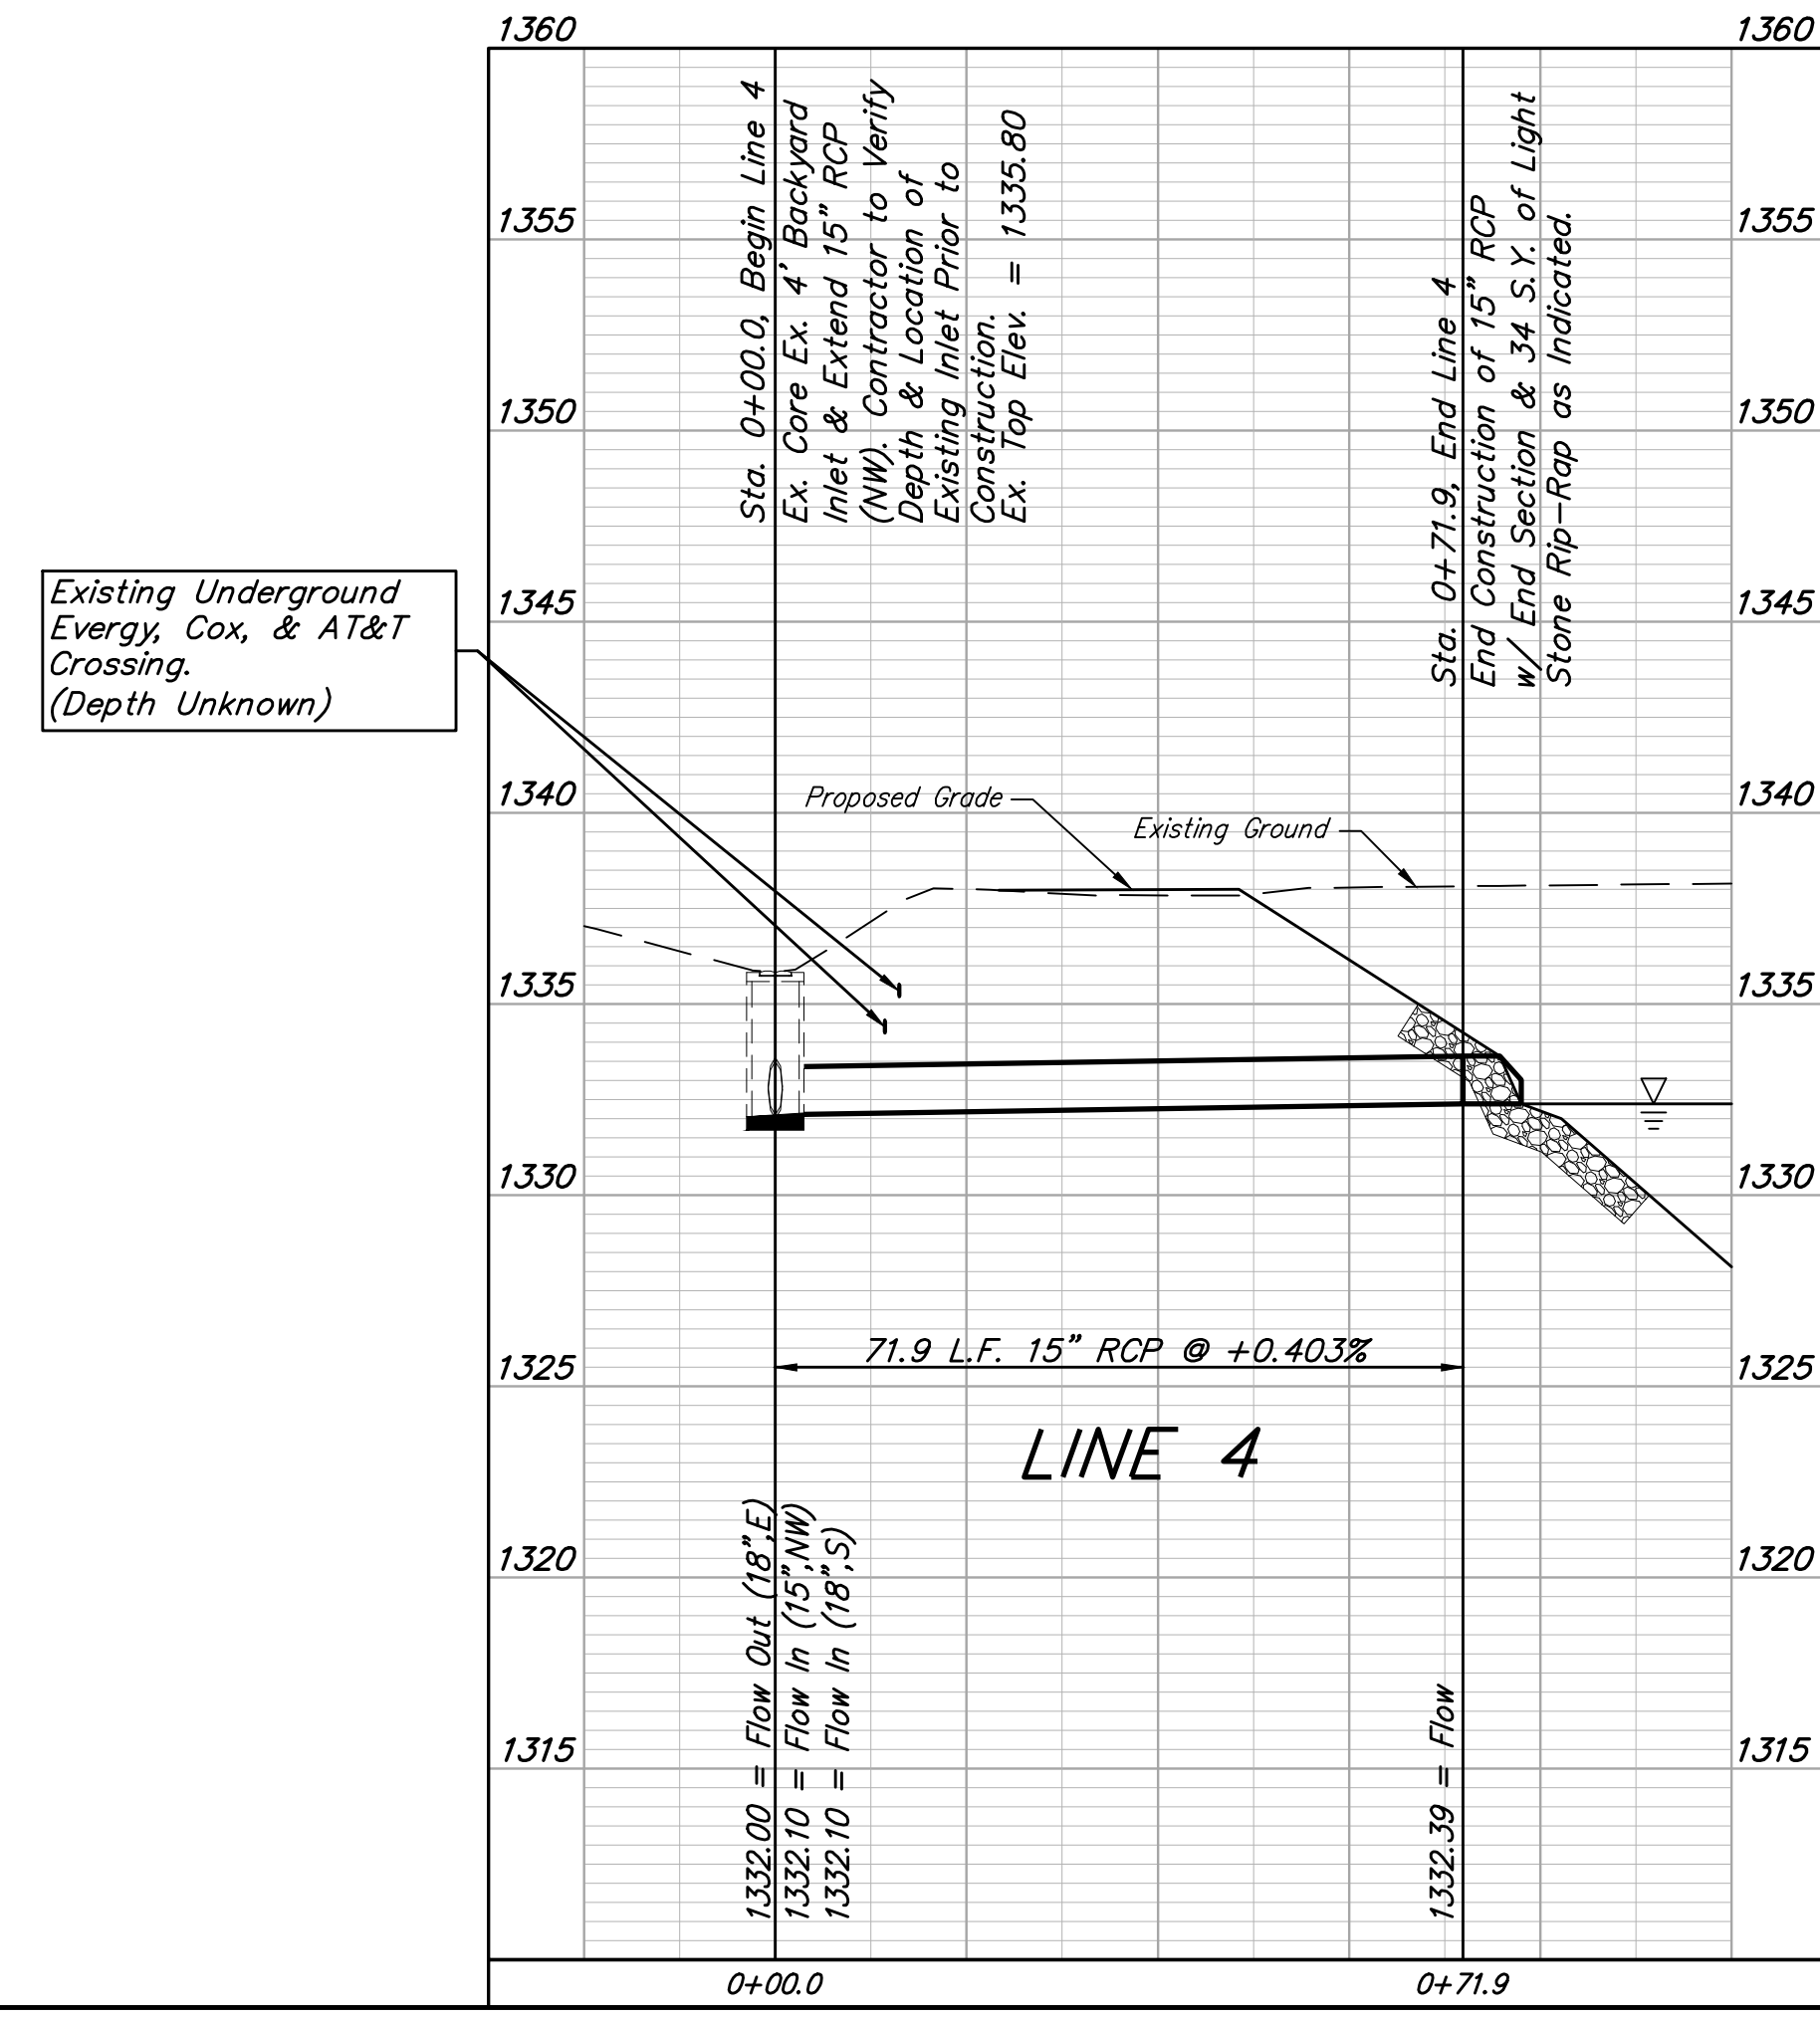 1360
1360
Sta. 0+00.0, Begin Line 4
Ex. Core Ex. 4' Backyard
Inlet & Extend 15" RCP
(NW). Contractor to Verify
Depth & Location of
Existing Inlet Prior to
Construction.
Ex. Top Elev. = 1335.80
Sta. 0+71.9, End Line 4
End Construction of 15" RCP
w/ End Section & 34 S.Y. of Light
Stone Rip-Rap as Indicated.
1355
1355
1350
1350
Existing Underground
Evergy, Cox, & AT&T
Crossing.
(Depth Unknown)
1345
1345
1340
1340
Proposed Grade
Existing Ground
1335
1335
1330
1330
71.9 L.F. 15" RCP @ +0.403%
1325
1325
LINE 4
1332.00 = Flow Out (18",E)
1332.10 = Flow In (15",NW)
1332.10 = Flow In (18",S)
1332.39 = Flow
1320
1320
1315
1315
0+00.0
0+71.9